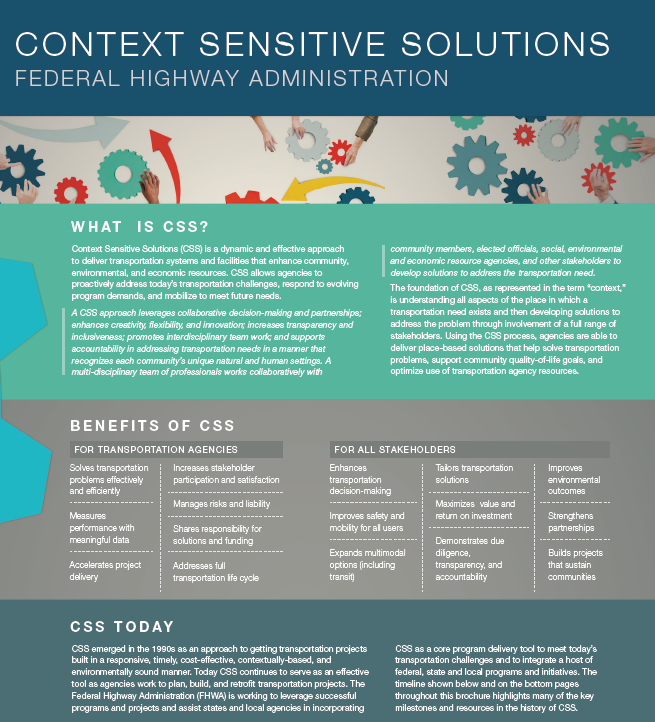 CONTEXT SENSITIVE SOLUTIONS
FEDERAL HIGHWAY ADMINISTRATION
WHAT IS CSS?
Context Sensitive Solutions (CSS) is a dynamic and effective approach
to deliver transportation systems and facilities that enhance community,
environmental, and economic resources. CSS allows agencies to
proactively address today's transportation challenges, respond to evolving
program demands, and mobilize to meet future needs.
A CSS approach leverages collaborative decision-making and partnerships;
enhances creativity, flexibility, and innovation; increases transparency and
inclusiveness; promotes interdisciplinary team work; and supports
accountability in addressing transportation needs in a manner that
recognizes each community's unique natural and human settings. A
multi-disciplinary team of professionals works collaboratively with
community members, elected officials, social, environmental
and economic resource agencies, and other stakeholders to
develop solutions to address the transportation need.
The foundation of CSS, as represented in the term "context,"
is understanding all aspects of the place in which a
transportation need exists and then developing solutions to
address the problem through involvement of a full range of
stakeholders. Using the CSS process, agencies are able to
deliver place-based solutions that help solve transportation
problems, support community quality-of-life goals, and
optimize use of transportation agency resources.
BENEFITS OF CSS
FOR TRANSPORTATION AGENCIES
Solves transportation
problems effectively
and efficiently
Measures
performance with
meaningful data
Accelerates project
delivery
Increases stakeholder
participation and satisfaction
Manages risks and liability
Shares responsibility for
solutions and funding
Addresses full
transportation life cycle
FOR ALL STAKEHOLDERS
Enhances
transportation
decision-making
Improves safety and
mobility for all users
Expands multimodal
options (including
transit)
Tailors transportation
solutions
Maximizes value and
return on investment
Demonstrates due
diligence,
transparency, and
accountability
Improves
environmental
outcomes
Strengthens
partnerships
Builds projects
that sustain
communities
CSS TODAY
CSS emerged in the 1990s as an approach to getting transportation projects
built in a responsive, timely, cost-effective, contextually-based, and
environmentally sound manner. Today CSS continues to serve as an effective
tool as agencies work to plan, build, and retrofit transportation projects. The
Federal Highway Administration (FHWA) is working to leverage successful
programs and projects and assist states and local agencies in incorporating
CSS as a core program delivery tool to meet today's
transportation challenges and to integrate a host of
federal, state and local programs and initiatives. The
timeline shown below and on the bottom pages
throughout this brochure highlights many of the key
milestones and resources in the history of CSS.